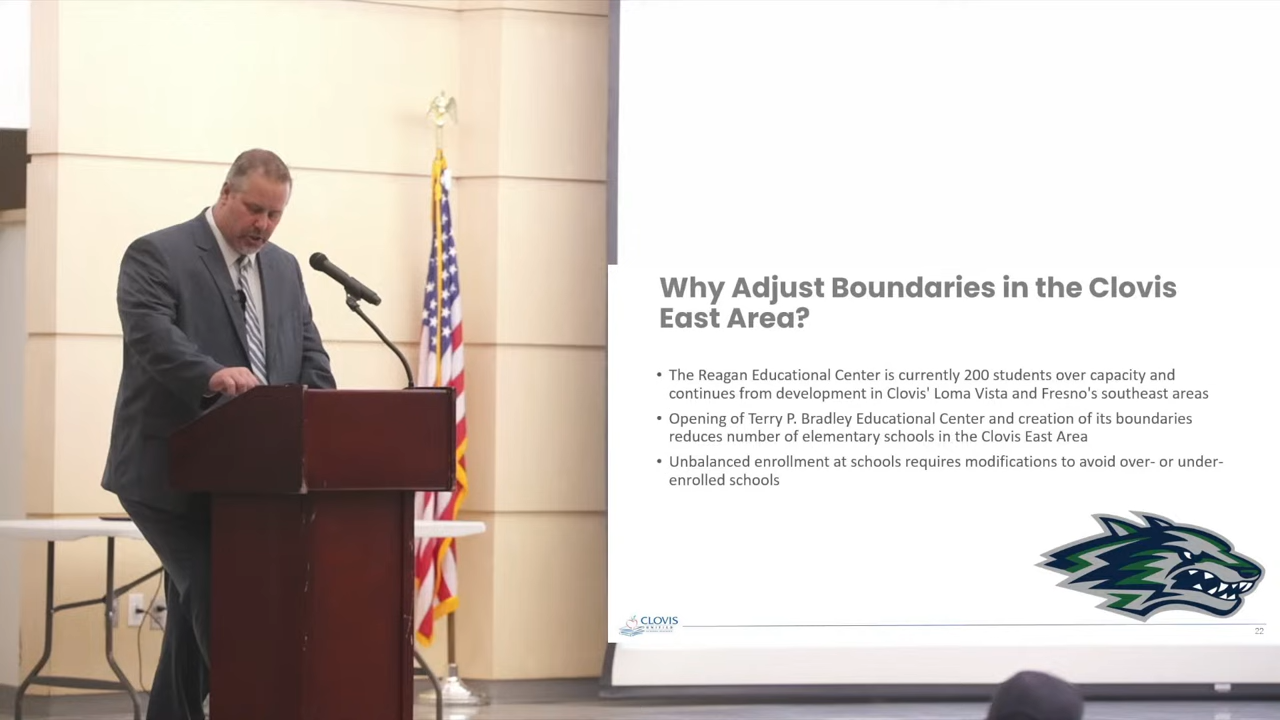 Why Adjust Boundaries in the Clovis
East Area?
• The Reagan Educational Center is currently 200 students over capacity and
continues from development in Clovis' Loma Vista and Fresno's southeast areas
• Opening of Terry P. Bradley Educational Center and creation of its boundaries
reduces number of elementary schools in the Clovis East Area
• Unbalanced enrollment at schools requires modifications to avoid over- or under-
enrolled schools
CLOVIS
UNIFIED
22